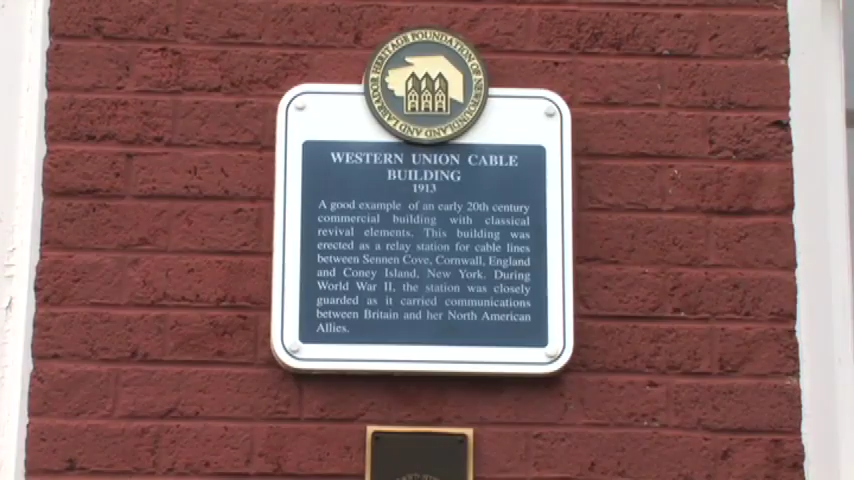 HERITAGE FOUNDATION OF NEWFOUNDLAND AND LABRADOR
WESTERN UNION CABLE
BUILDING
1913
A good example of an early 20th century
commercial building with classical
revival elements. This building was
erected as a relay station for cable lines
between Sennen Cove, Cornwall, England
and Coney Island, New York. During
World War II, the station was closely
guarded as it carried communications
between Britain and her North American
Allies.